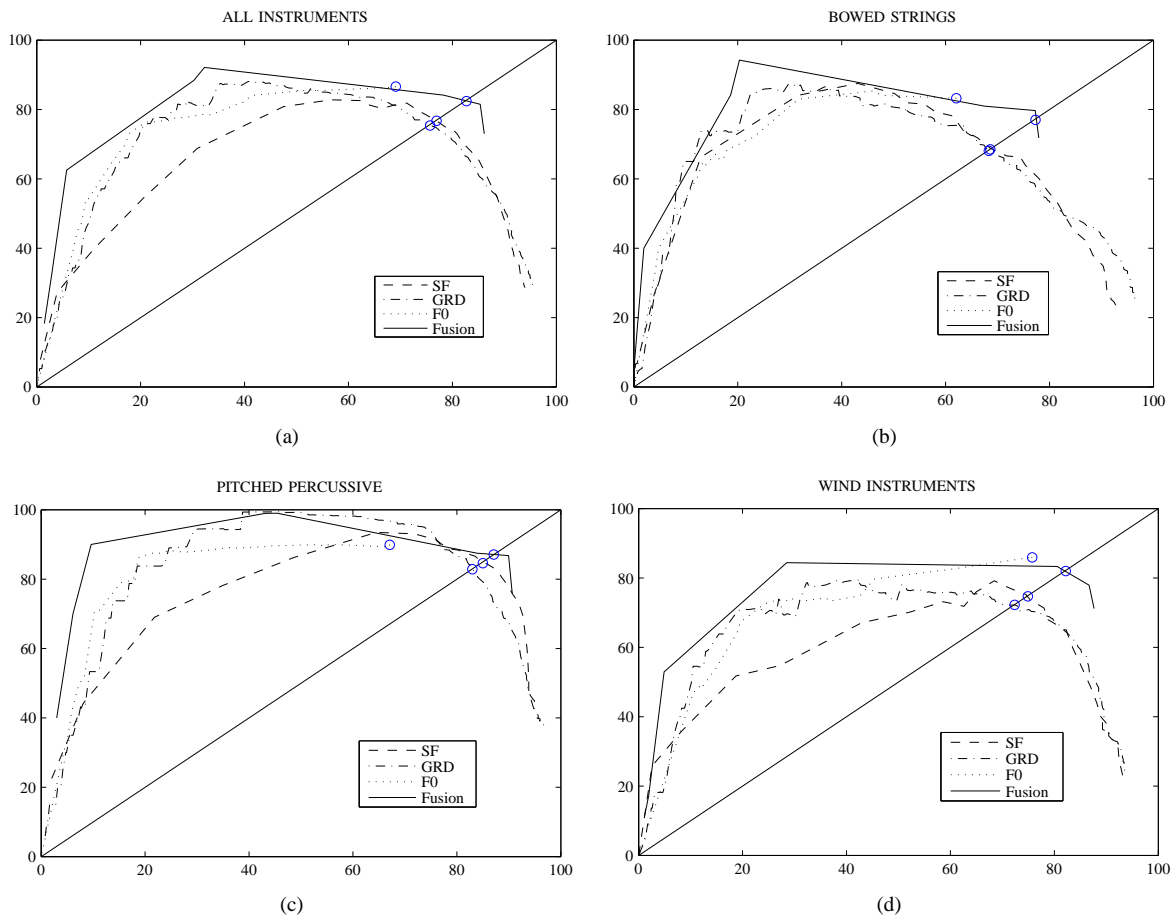 ALL INSTRUMENTS
100
80
60
40
20
0
0 20 40 60 80 100
SF
GRD
F0
Fusion
(a)
BOWED STRINGS
100
80
60
40
20
0
0 20 40 60 80 100
SF
GRD
F0
Fusion
(b)
PITCHED PERCUSSIVE
100
80
60
40
20
0
0 20 40 60 80 100
SF
GRD
F0
Fusion
(c)
WIND INSTRUMENTS
100
80
60
40
20
0
0 20 40 60 80 100
SF
GRD
F0
Fusion
(d)